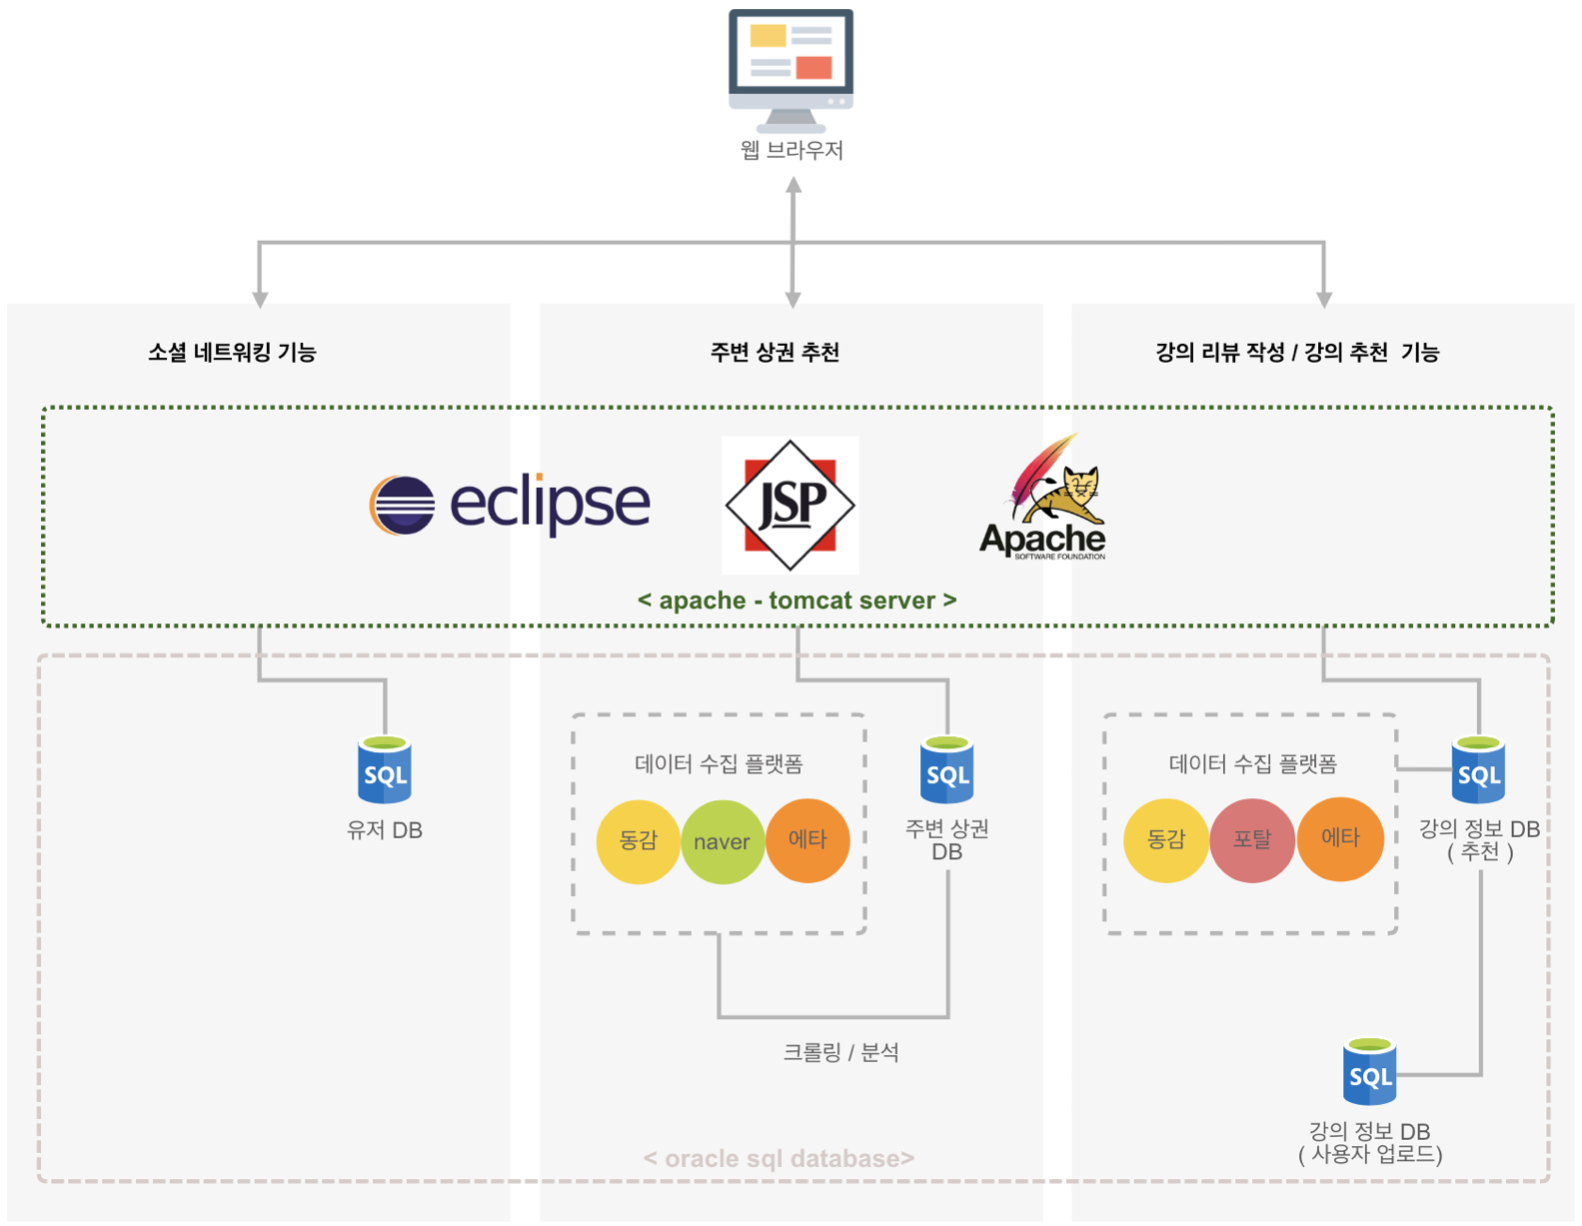 웹 브라우저
소셜 네트워킹 기능
주변 상권 추천
강의 리뷰 작성 / 강의 추천 기능
eclipse
JSP
Apache
SOFTWARE FOUNDATION
< apache - tomcat server >
SQL
유저 DB
데이터 수집 플랫폼
동감
naver
에타
SQL
주변 상권
DB
크롤링 / 분석
데이터 수집 플랫폼
동감
포탈
에타
SQL
강의 정보 DB
( 추천 )
SQL
강의 정보 DB
( 사용자 업로드)
< oracle sql database>